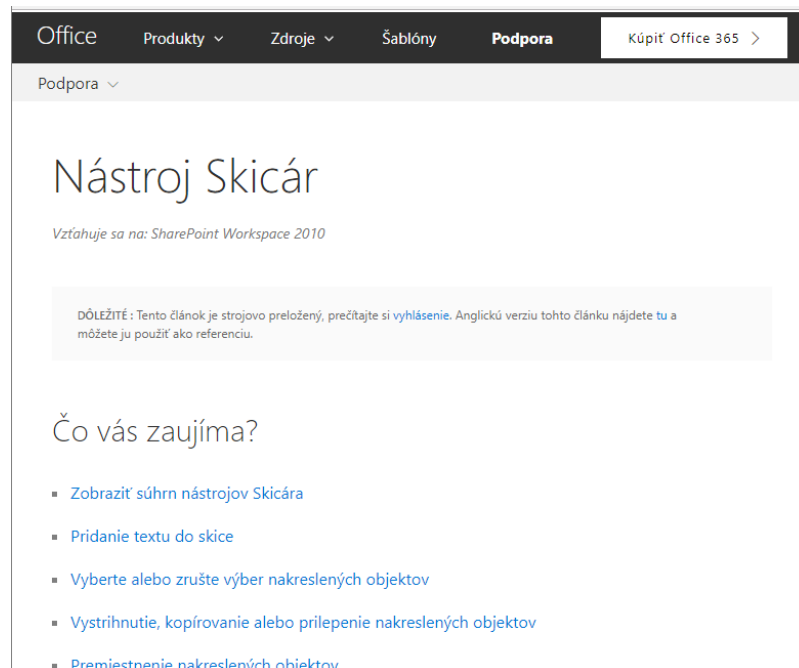 Office Produkty Zdroje Šablóny Podpora Kúpiť Office 365
Podpora
Nástroj Skicár
Vzťahuje sa na: SharePoint Workspace 2010
DÔLEŽITÉ : Tento článok je strojovo preložený, prečítajte si vyhlásenie. Anglickú verziu tohto článku nájdete tu a
môžete ju použiť ako referenciu.
Čo vás zaujíma?
Zobraziť súhrn nástrojov Skicára
Pridanie textu do skice
Vyberte alebo zrušte výber nakreslených objektov
Vystrihnutie, kopírovanie alebo prilepenie nakreslených objektov
Premiestnenie nakreslených objektov